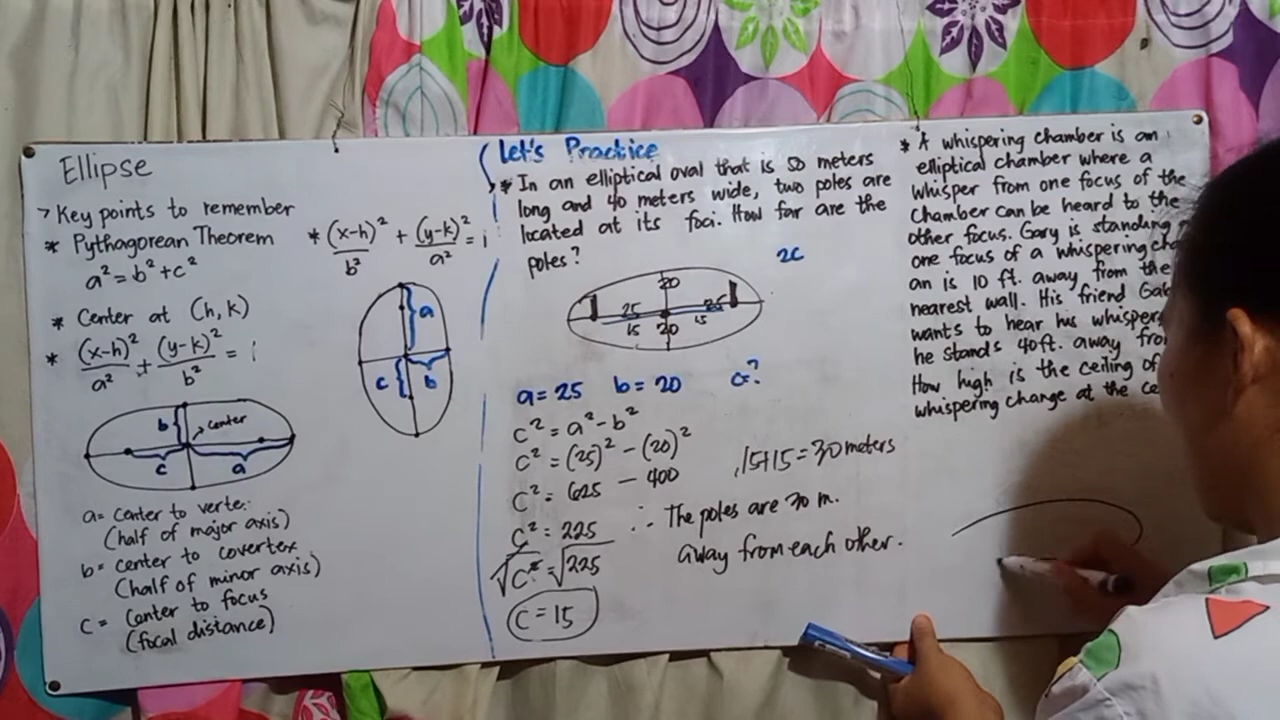 Ellipse
> Key points to remember
* Pythagorean Theorem
a² = b² + c²
* Center at (h, k)
* (x-h)²/a² + (y-k)²/b² = 1
b
center
c
a
a = center to verte
(half of major axis)
b = center to covertex
(half of minor axis)
c = center to focus
(focal distance)
* (x-h)²/b² + (y-k)²/a² = 1
a
c
b
Let's Practice
* In an elliptical oval that is 50 meters
long and 40 meters wide, two poles are
located at its foci. How far are the
poles?
2c
20
25 25
15 15
20
a = 25 b = 20 c?
c² = a² - b²
c² = (25)² - (20)²
c² = 625 - 400
c² = 225
√c² = √225
c = 15
15+15 = 30 meters
∴ The poles are 30 m.
away from each other.
* A whispering chamber is an
elliptical chamber where a
whisper from one focus of the
chamber can be heard to the
other focus. Gary is standing
one focus of a whispering
an is 10 ft. away from the
nearest wall. His friend
wants to hear his whisper
he stands 40ft. away
How high is the ceiling of
whispering change at the